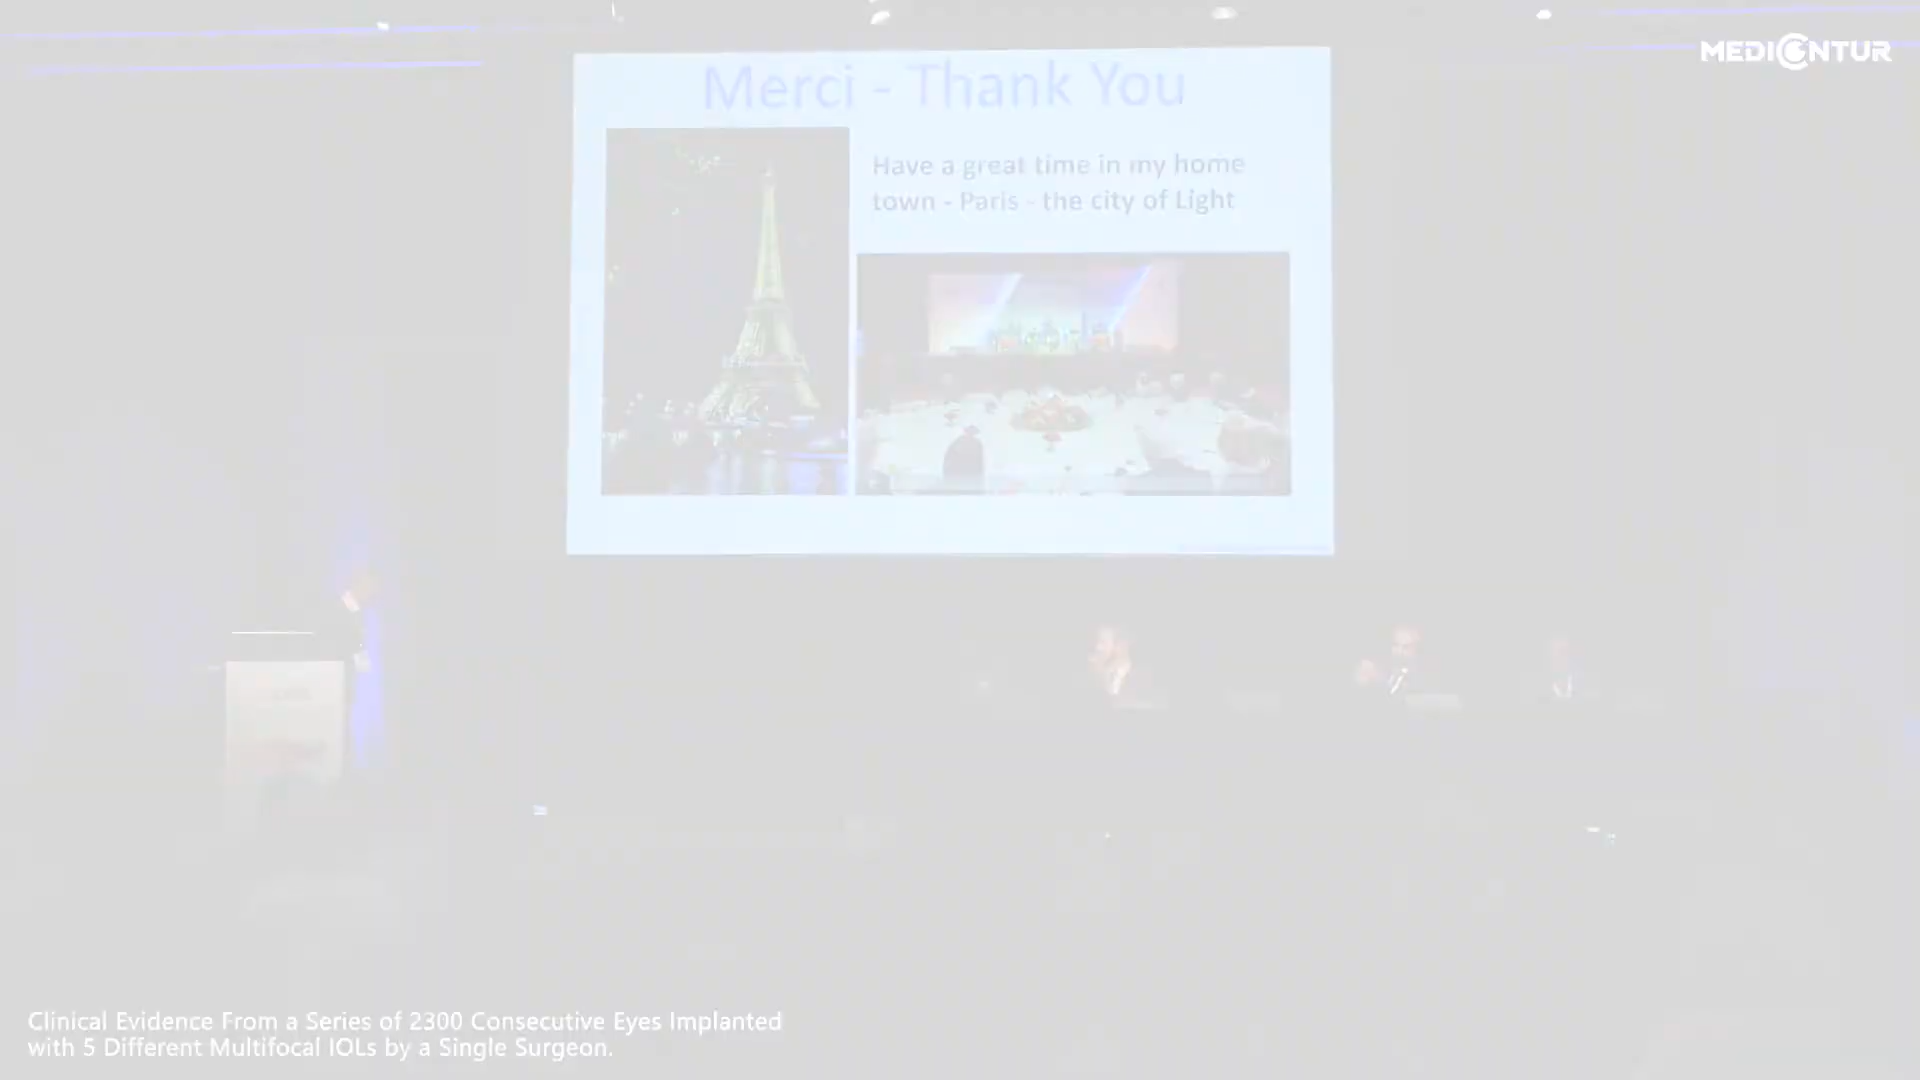 MEDICONTUR
Merci - Thank You
Have a great time in my home
town - Paris - the city of Light
Clinical Evidence From a Series of 2300 Consecutive Eyes Implanted
with 5 Different Multifocal IOLs by a Single Surgeon.